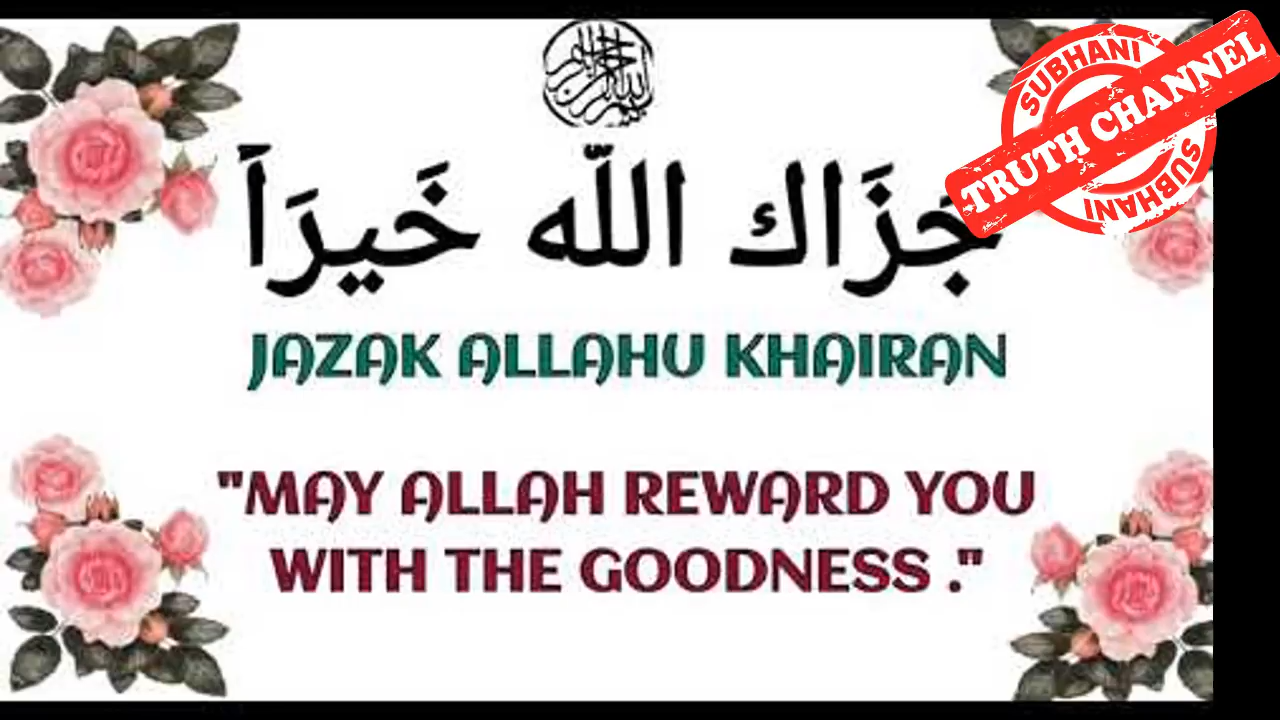 جَزَاك اللّه خَيرَاً
JAZAK ALLAHU KHAIRAN
"MAY ALLAH REWARD YOU
WITH THE GOODNESS ."
SUBHANI
TRUTH CHANNEL
SUBHANI